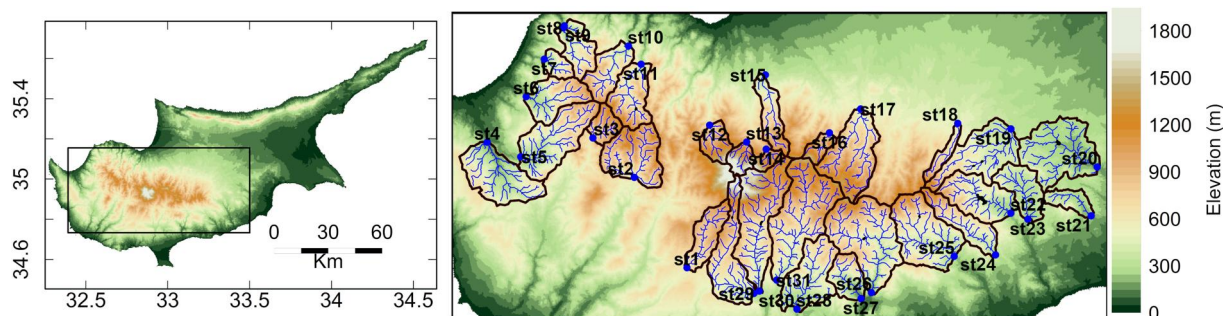 35.4
35
34.6
32.5 33 33.5 34 34.5
0 30 60
Km
st8 st9 st10
st7 st11
st6
st15
st4 st3 st12 st13 st17 st18 st19
st5 st14 st16
st2 st20
st22
st23 st21
st1 st25 st24
st29 st30 st31 st28 st26
st27
1800
1500
1200
900
600
300
0
Elevation (m)